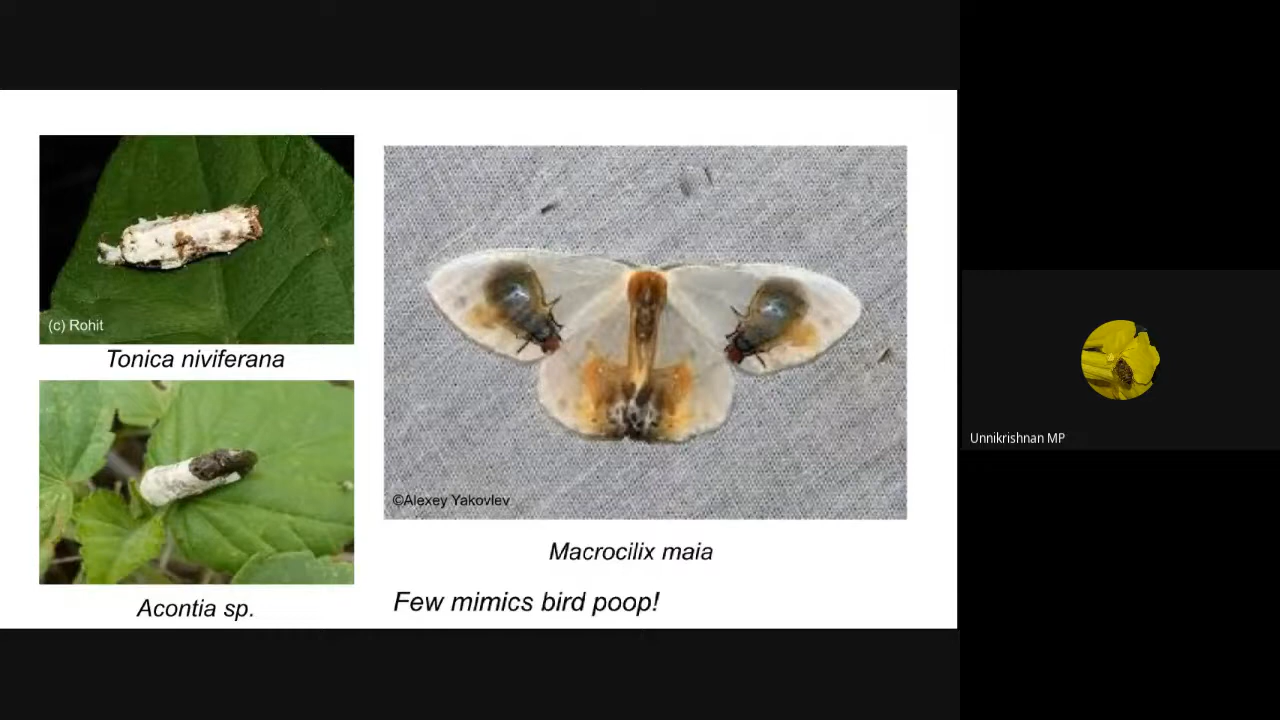 (c) Rohit
Tonica niviferana
Acontia sp.
©Alexey Yakovlev
Macrocilix maia
Few mimics bird poop!
Unnikrishnan MP